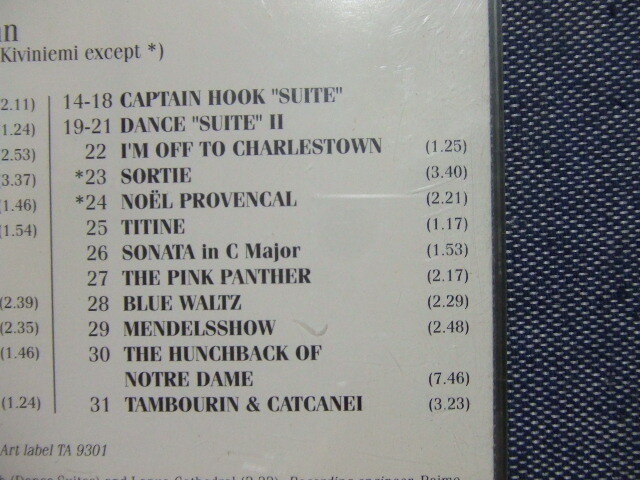 Kiviniemi except *)
2.11)
1.24)
2.53)
3.37)
1.46)
1.54)
(2.39)
(2.35)
(1.46)
(1.24)
14-18 CAPTAIN HOOK "SUITE"
19-21 DANCE "SUITE" II
22 I'M OFF TO CHARLESTOWN (1.25)
*23 SORTIE (3.40)
*24 NOËL PROVENCAL (2.21)
25 TITINE (1.17)
26 SONATA in C Major (1.53)
27 THE PINK PANTHER (2.17)
28 BLUE WALTZ (2.29)
29 MENDELSSHOW (2.48)
30 THE HUNCHBACK OF
NOTRE DAME (7.46)
31 TAMBOURIN & CATCANEI (3.23)
Art label TA 9301